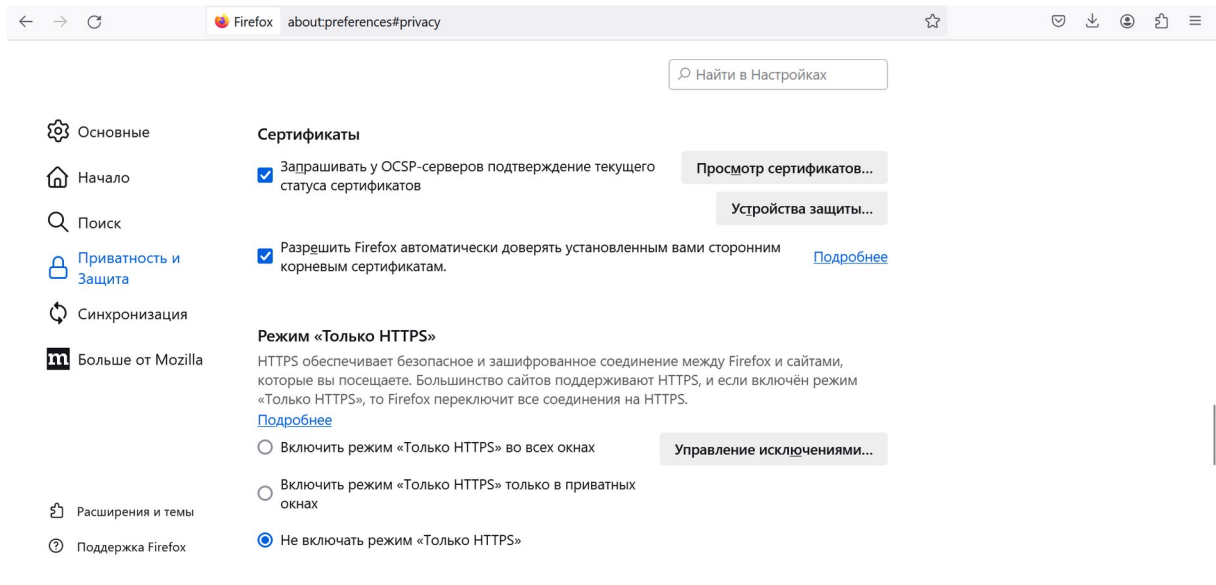 Firefox about:preferences#privacy
Найти в Настройках
Основные
Начало
Поиск
Приватность и
Защита
Синхронизация
m Больше от Mozilla
Расширения и темы
Поддержка Firefox
Сертификаты
Запрашивать у OCSP-серверов подтверждение текущего
статуса сертификатов
Просмотр сертификатов...
Устройства защиты...
Разрешить Firefox автоматически доверять установленным вами сторонним
корневым сертификатам.
Подробнее
Режим «Только HTTPS»
HTTPS обеспечивает безопасное и зашифрованное соединение между Firefox и сайтами,
которые вы посещаете. Большинство сайтов поддерживают HTTPS, и если включён режим
«Только HTTPS», то Firefox переключит все соединения на HTTPS.
Подробнее
Включить режим «Только HTTPS» во всех окнах
Управление исключениями...
Включить режим «Только HTTPS» только в приватных
окнах
Не включать режим «Только HTTPS»